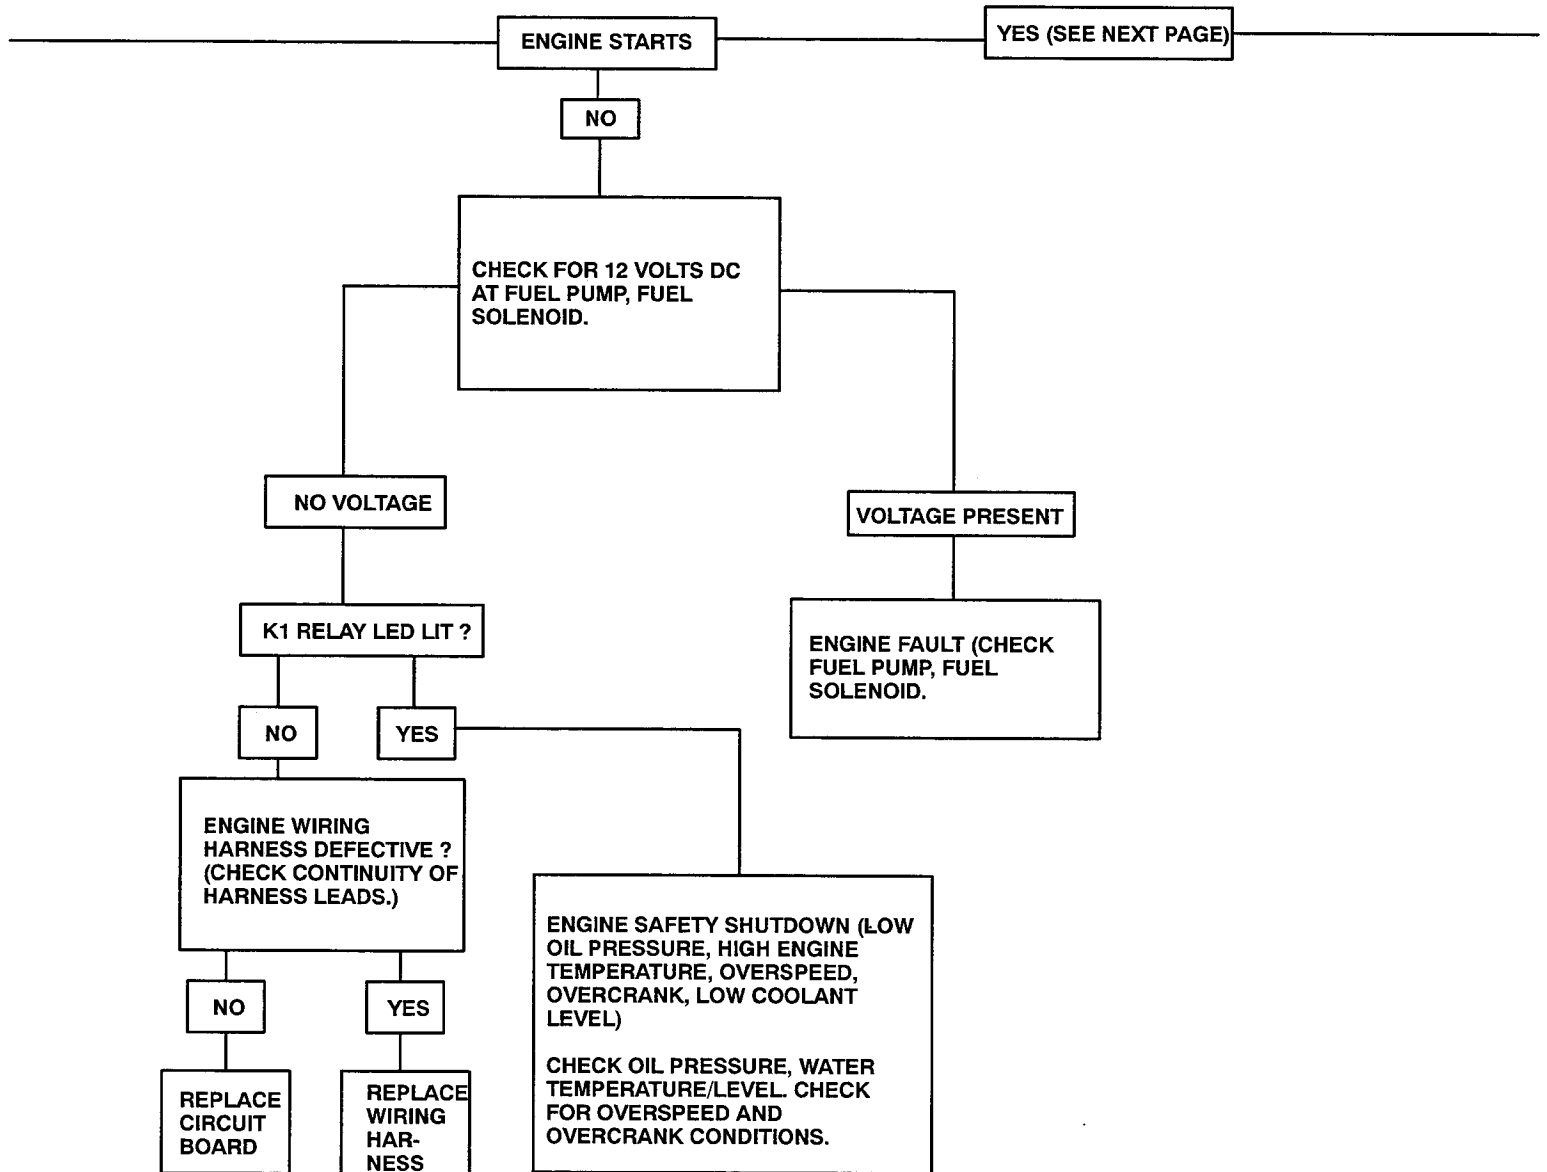 ENGINE STARTS
YES (SEE NEXT PAGE)
NO
CHECK FOR 12 VOLTS DC
AT FUEL PUMP, FUEL
SOLENOID.
NO VOLTAGE
VOLTAGE PRESENT
K1 RELAY LED LIT ?
ENGINE FAULT (CHECK
FUEL PUMP, FUEL
SOLENOID.
NO
YES
ENGINE WIRING
HARNESS DEFECTIVE ?
(CHECK CONTINUITY OF
HARNESS LEADS.)
ENGINE SAFETY SHUTDOWN (LOW
OIL PRESSURE, HIGH ENGINE
TEMPERATURE, OVERSPEED,
OVERCRANK, LOW COOLANT
LEVEL)
CHECK OIL PRESSURE, WATER
TEMPERATURE/LEVEL. CHECK
FOR OVERSPEED AND
OVERCRANK CONDITIONS.
NO
YES
REPLACE
CIRCUIT
BOARD
REPLACE
WIRING
HAR-
NESS